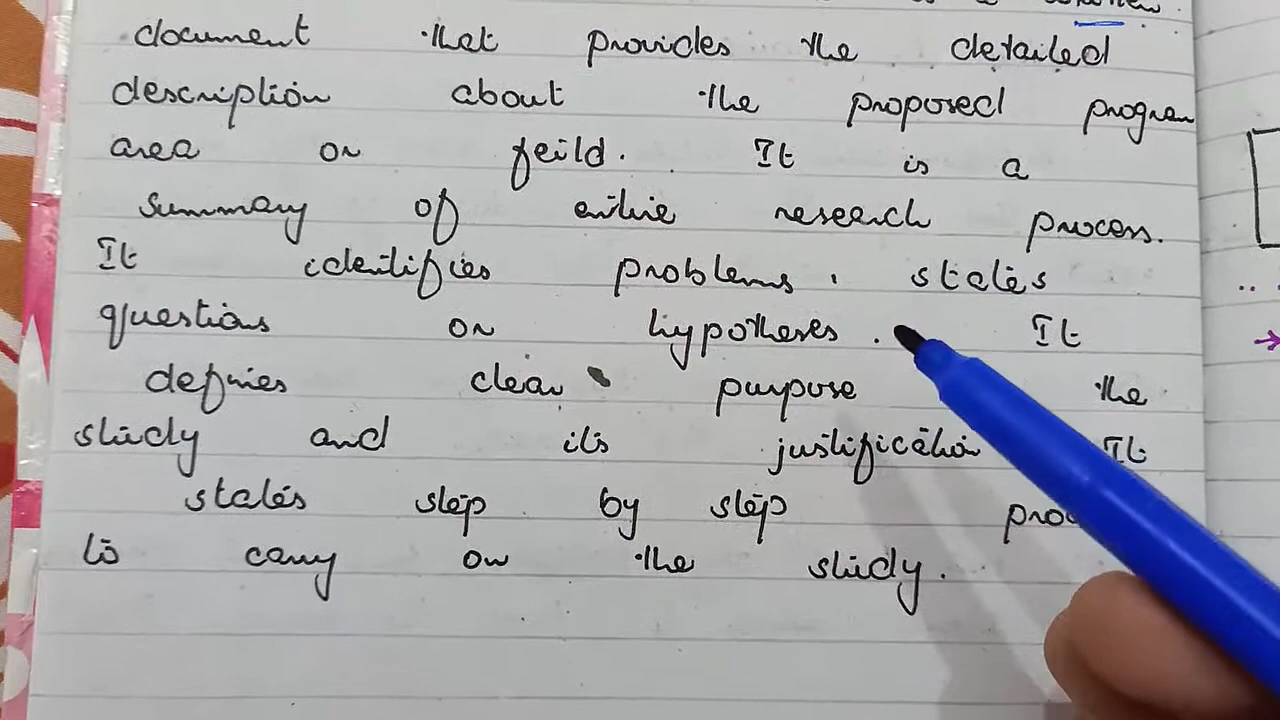 document that provides the detailed
description about the proposed program
area or feild. It is a
summary of entire research process.
It identifies problems, states
questions or hypotheses. It
defines clear purpose the
study and its justification It
states step by step
to carry on the study.